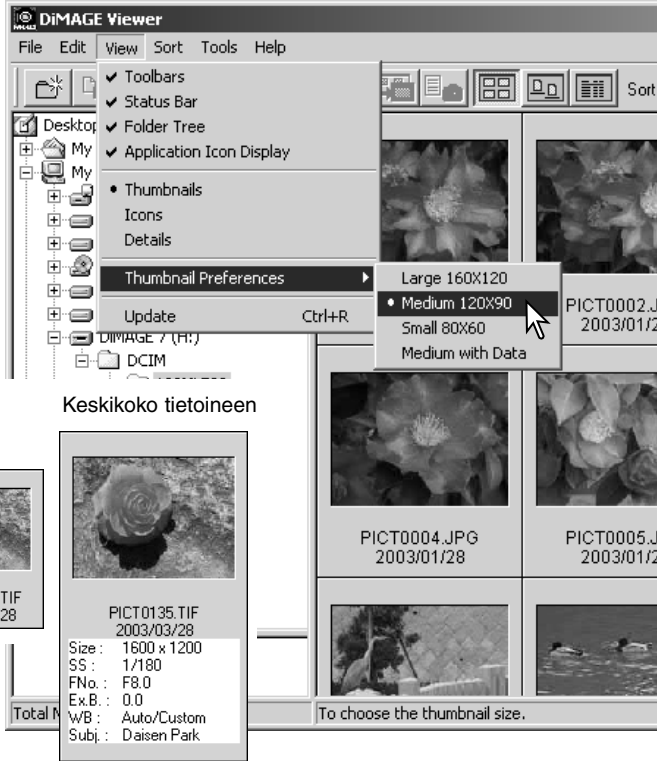 DiMAGE Viewer
File Edit View Sort Tools Help
Sort
Toolbars
Status Bar
Folder Tree
Application Icon Display
Thumbnails
Icons
Details
Thumbnail Preferences
Update Ctrl+R
Large 160X120
Medium 120X90
Small 80X60
Medium with Data
Desktop
My
My
DiMAGE 7 (H:)
DCIM
PICT0002.J
2003/01/2
PICT0004.JPG
2003/01/28
PICT0005.J
2003/01/2
Keskikoko tietoineen
TIF
28
PICT0135.TIF
2003/03/28
Size : 1600 x 1200
SS : 1/180
FNo. : F8.0
Ex.B. : 0.0
WB : Auto/Custom
Subj. : Daisen Park
Total
To choose the thumbnail size.